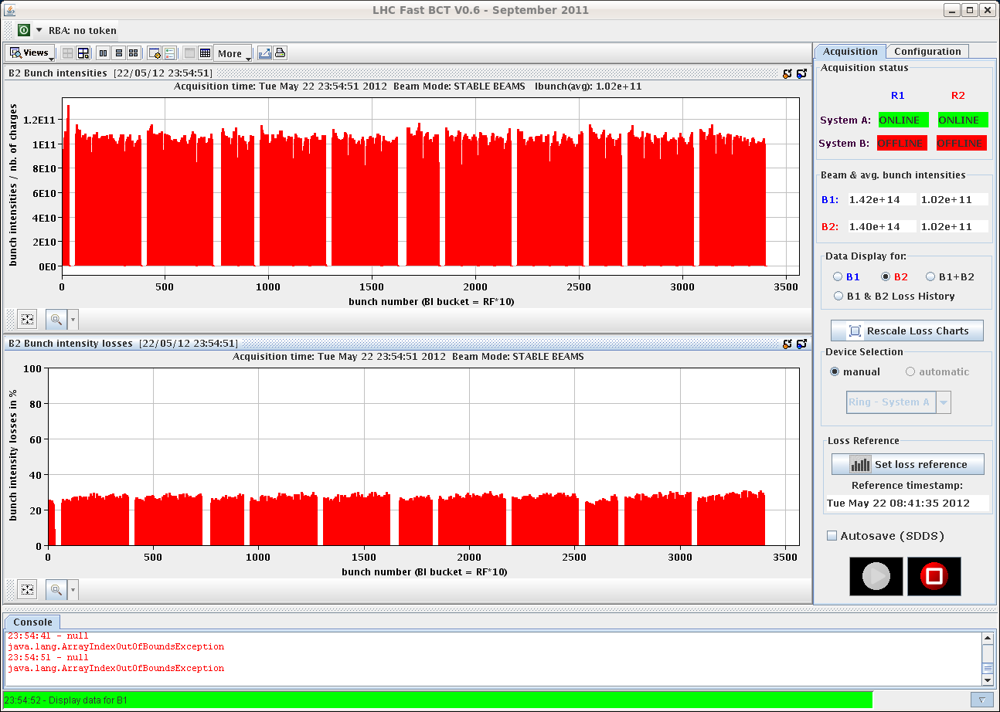 LHC Fast BCT V0.6 - September 2011
RBA: no token
Views More
B2 Bunch intensities [22/05/12 23:54:51]
Acquisition time: Tue May 22 23:54:51 2012 Beam Mode: STABLE BEAMS Ibunch(avg): 1.02e+11
bunch intensities / nb. of charges
1.2E11
1E11
8E10
6E10
4E10
2E10
0E0
0 500 1000 1500 2000 2500 3000 3500
bunch number (BI bucket = RF*10)
B2 Bunch intensity losses [22/05/12 23:54:51]
Acquisition time: Tue May 22 23:54:51 2012 Beam Mode: STABLE BEAMS
bunch intensity losses in %
100
80
60
40
20
0
0 500 1000 1500 2000 2500 3000 3500
bunch number (BI bucket = RF*10)
Acquisition Configuration
Acquisition status
R1 R2
System A: ONLINE ONLINE
System B: OFFLINE OFFLINE
Beam & avg. bunch intensities
B1: 1.42e+14 1.02e+11
B2: 1.40e+14 1.02e+11
Data Display for:
B1 B2 B1+B2
B1 & B2 Loss History
Rescale Loss Charts
Device Selection
manual automatic
Ring - System A
Loss Reference
Set loss reference
Reference timestamp:
Tue May 22 08:41:35 2012
Autosave (SDDS)
Console
23:54:41 - null
java.lang.ArrayIndexOutOfBoundsException
23:54:51 - null
java.lang.ArrayIndexOutOfBoundsException
23:54:52 - Display data for B1